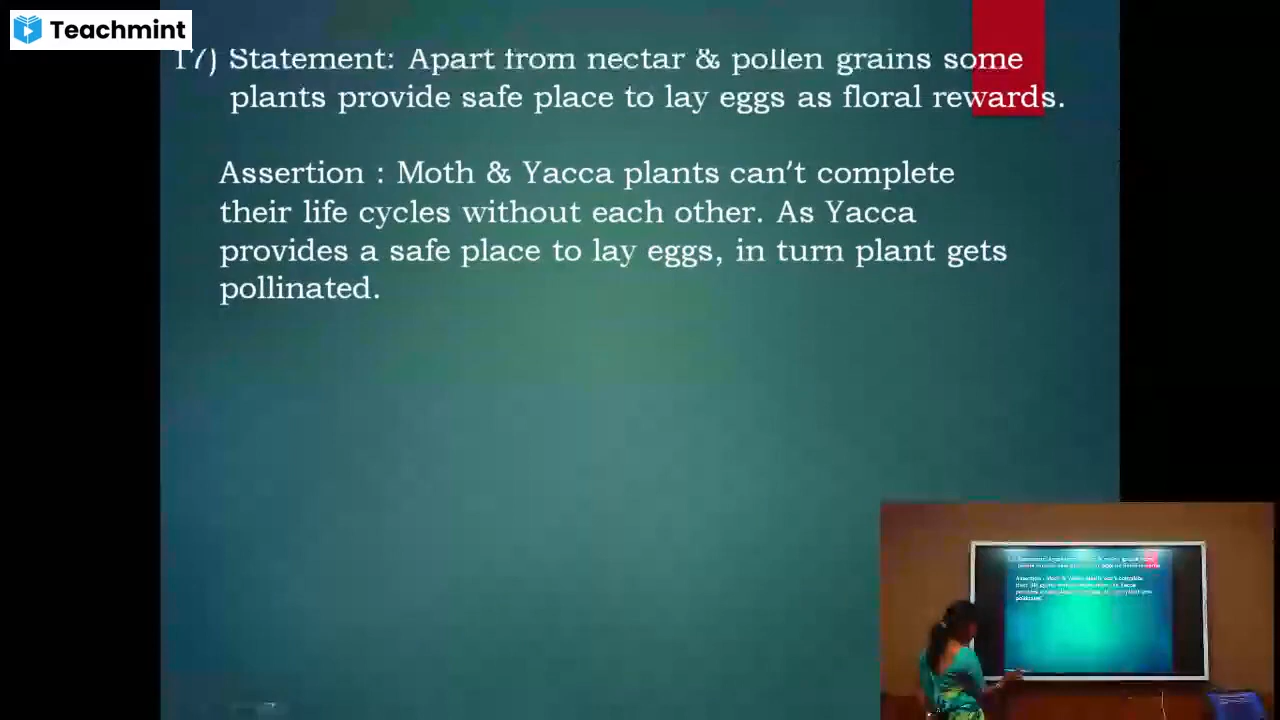 Teachmint
17) Statement: Apart from nectar & pollen grains some
plants provide safe place to lay eggs as floral rewards.
Assertion : Moth & Yacca plants can't complete
their life cycles without each other. As Yacca
provides a safe place to lay eggs, in turn plant gets
pollinated.